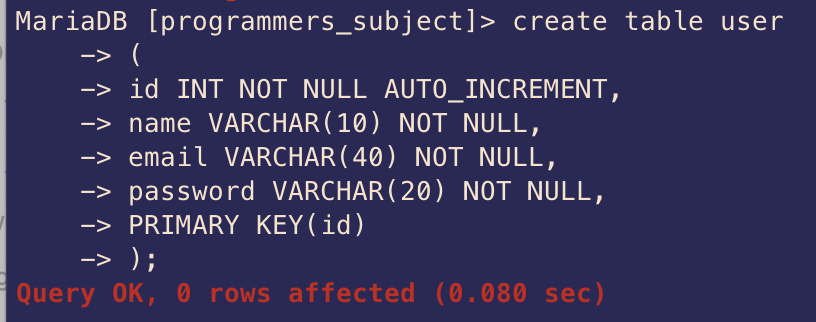 MariaDB [programmers_subject]> create table user
-> (
-> id INT NOT NULL AUTO_INCREMENT,
-> name VARCHAR(10) NOT NULL,
-> email VARCHAR(40) NOT NULL,
-> password VARCHAR(20) NOT NULL,
-> PRIMARY KEY(id)
-> );
Query OK, 0 rows affected (0.080 sec)